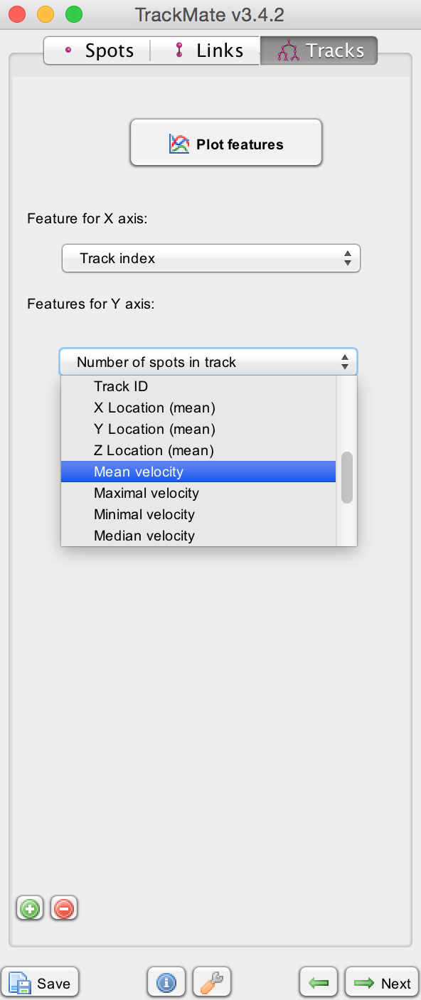 TrackMate v3.4.2
Spots Links Tracks
Plot features
Feature for X axis:
Track index
Features for Y axis:
Number of spots in track
Track ID
X Location (mean)
Y Location (mean)
Z Location (mean)
Mean velocity
Maximal velocity
Minimal velocity
Median velocity
Save Next